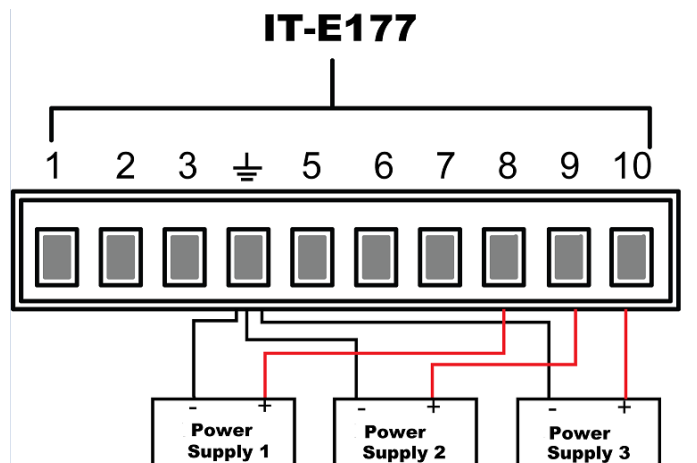 IT-E177
1 2 3 ⏚ 5 6 7 8 9 10
- + - + - +
Power Power Power
Supply 1 Supply 2 Supply 3